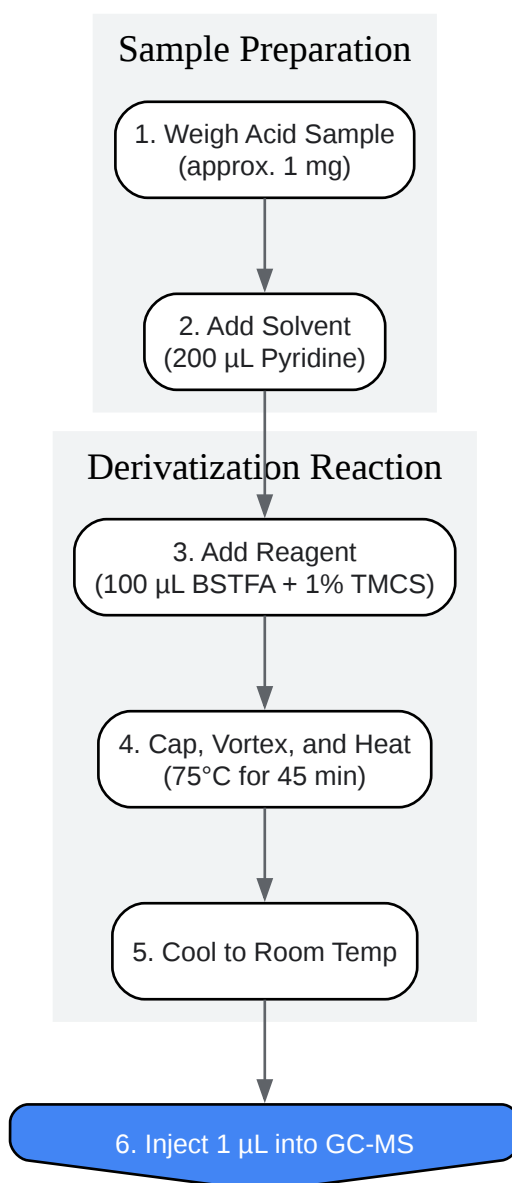 Sample Preparation
1. Weigh Acid Sample
(approx. 1 mg)
2. Add Solvent
(200 µL Pyridine)
Derivatization Reaction
3. Add Reagent
(100 µL BSTFA + 1% TMCS)
4. Cap, Vortex, and Heat
(75°C for 45 min)
5. Cool to Room Temp
6. Inject 1 µL into GC-MS